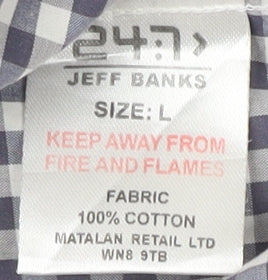 24:7>
JEFF BANKS
SIZE: L
KEEP AWAY FROM
FIRE AND FLAMES
FABRIC
100% COTTON
MATALAN RETAIL LTD
WN8 9TB